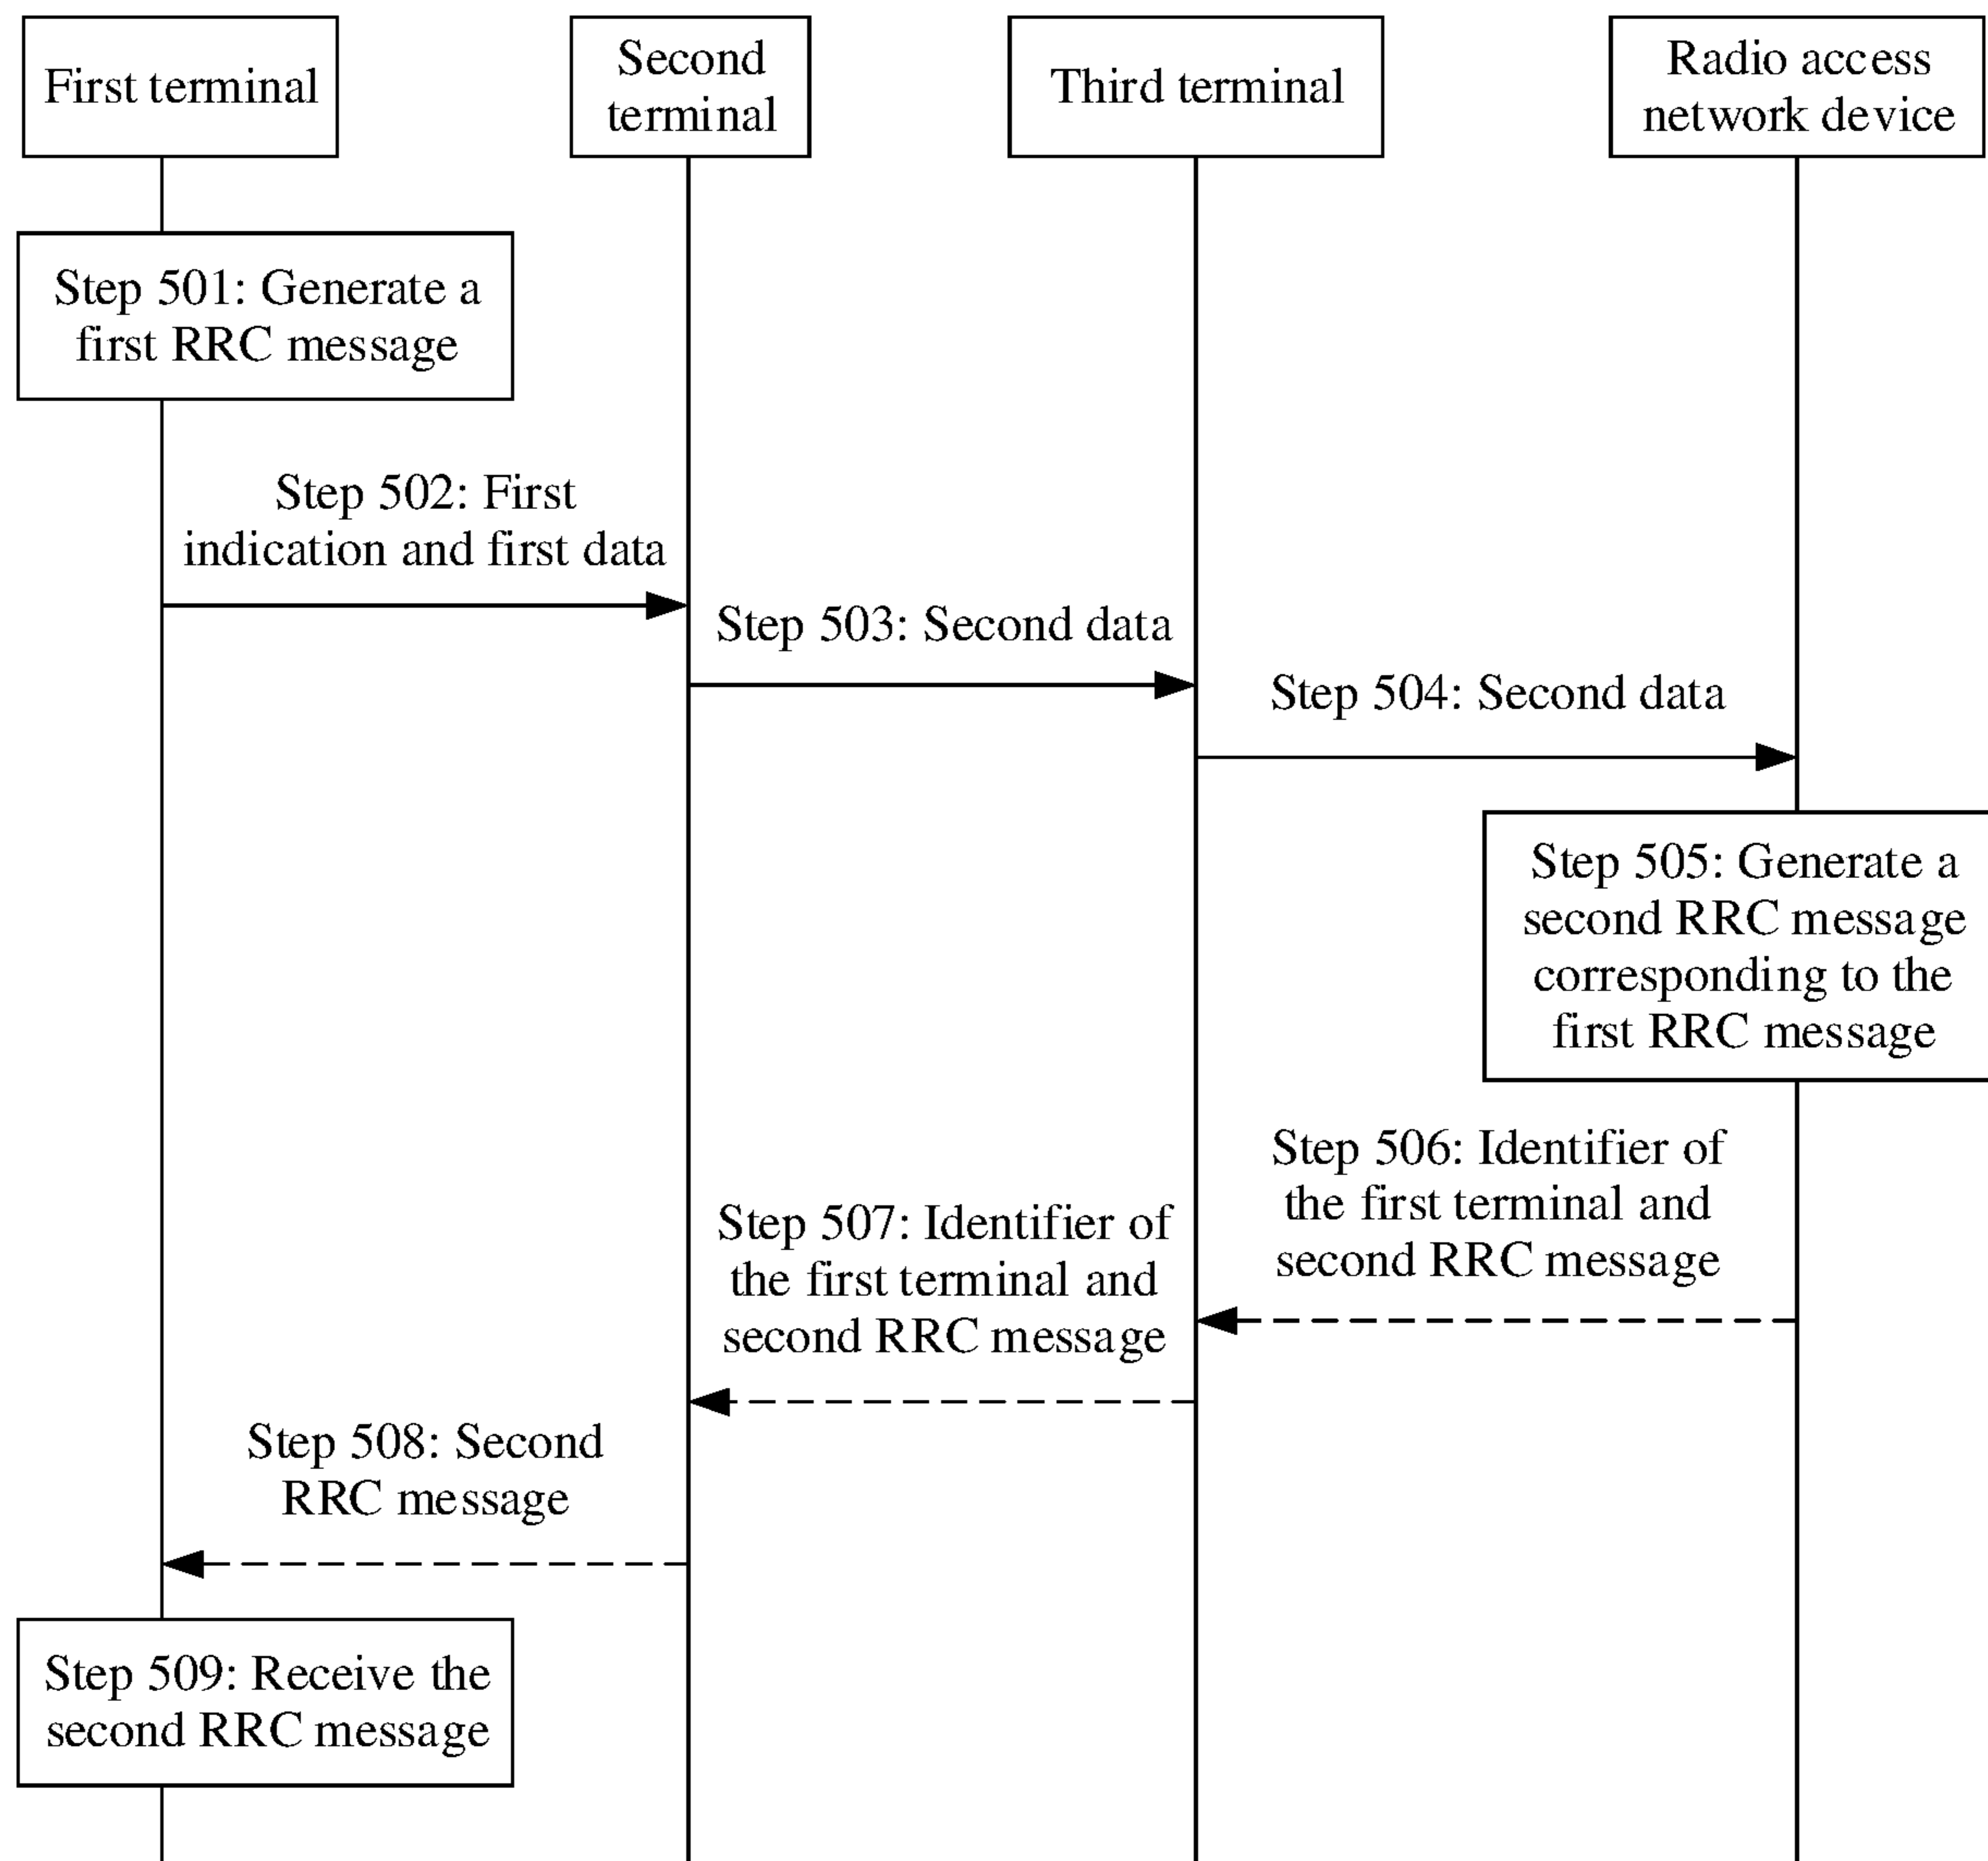 First terminal
Second
terminal
Third terminal
Radio access
network device
Step 501: Generate a
first RRC message
Step 502: First
indication and first data
Step 503: Second data
Step 504: Second data
Step 505: Generate a
second RRC message
corresponding to the
first RRC message
Step 506: Identifier of
the first terminal and
second RRC message
Step 507: Identifier of
the first terminal and
second RRC message
Step 508: Second
RRC message
Step 509: Receive the
second RRC message